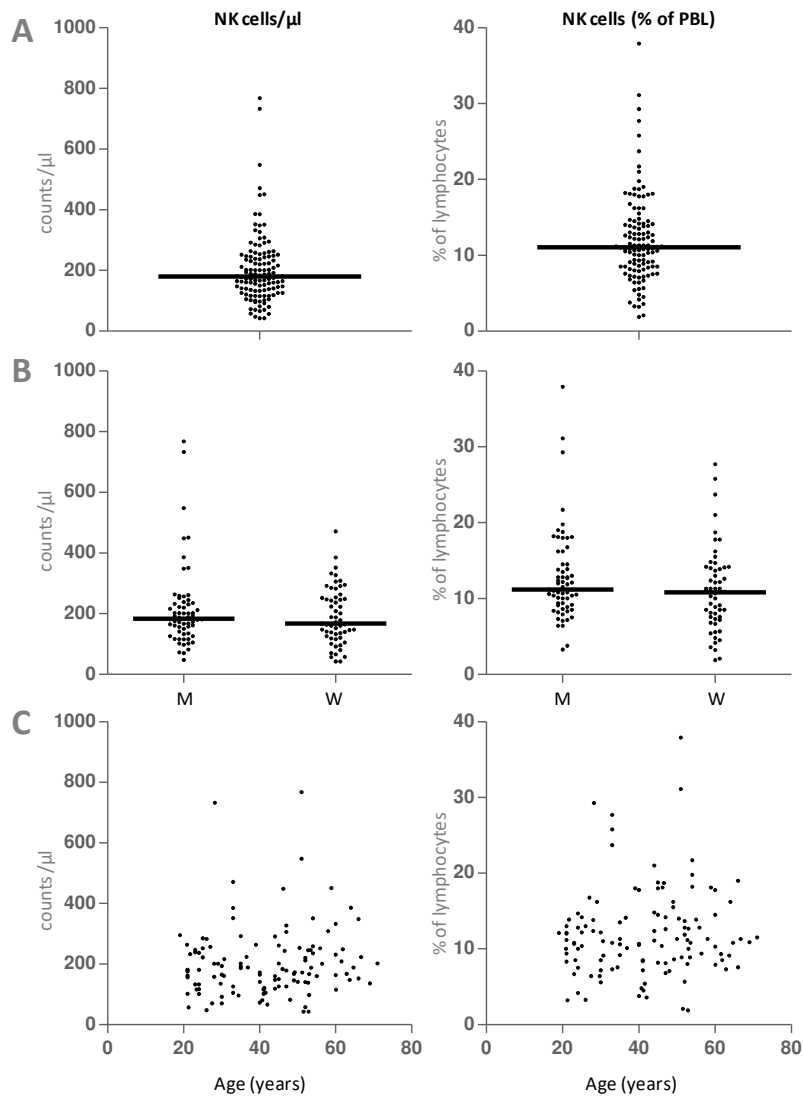 A
NK cells/µl
NK cells (% of PBL)
counts /µl
1000
800
600
400
200
0
% of lymphocytes
40
30
20
10
0
B
counts /µl
1000
800
600
400
200
0
M
W
% of lymphocytes
40
30
20
10
0
M
W
C
counts /µl
1000
800
600
400
200
0
0 20 40 60 80
Age (years)
% of lymphocytes
40
30
20
10
0
0 20 40 60 80
Age (years)